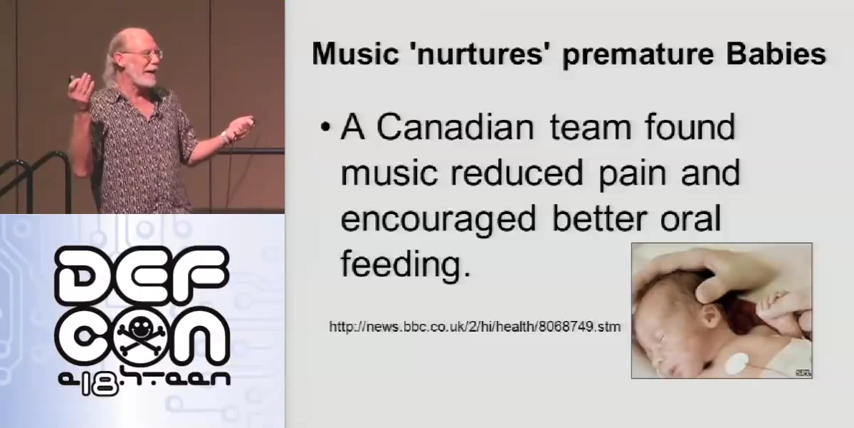 Music 'nurtures' premature Babies
• A Canadian team found
music reduced pain and
encouraged better oral
feeding.
http://news.bbc.co.uk/2/hi/health/8068749.stm
SPL
DEF
CON
e18hteen